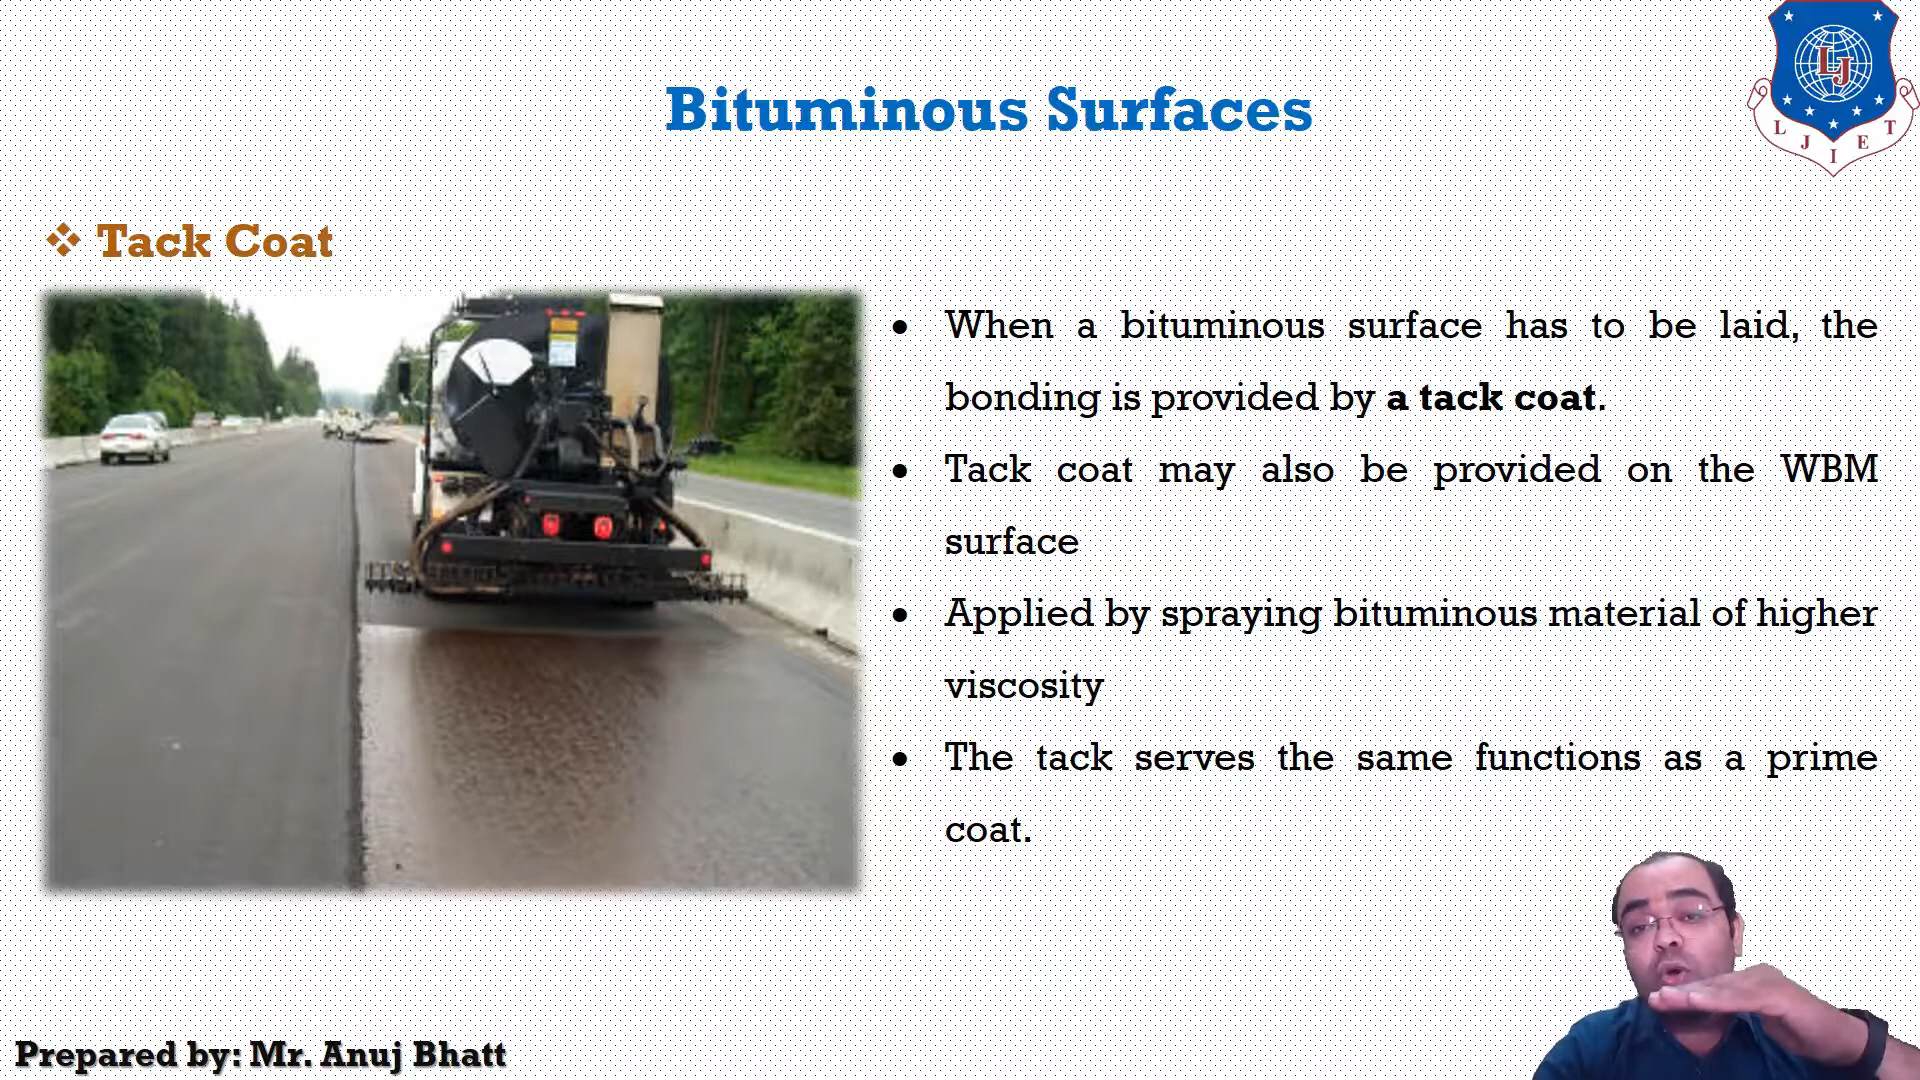 Bituminous Surfaces
LJ
L J I E T
❖ Tack Coat
• When a bituminous surface has to be laid, the
bonding is provided by a tack coat.
• Tack coat may also be provided on the WBM
surface
• Applied by spraying bituminous material of higher
viscosity
• The tack serves the same functions as a prime
coat.
Prepared by: Mr. Anuj Bhatt